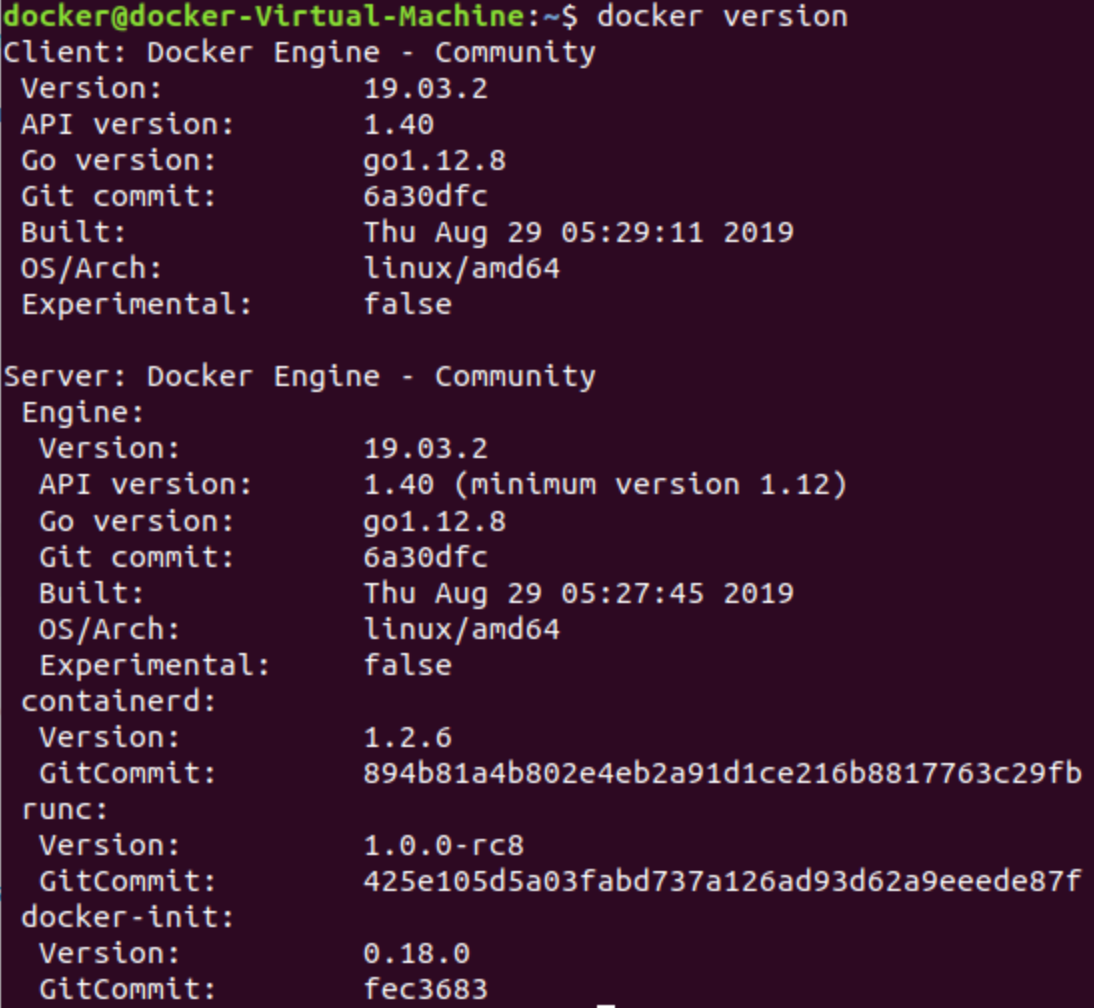 docker@docker-Virtual-Machine:~$ docker version
Client: Docker Engine - Community
 Version:           19.03.2
 API version:       1.40
 Go version:        go1.12.8
 Git commit:        6a30dfc
 Built:             Thu Aug 29 05:29:11 2019
 OS/Arch:           linux/amd64
 Experimental:      false

Server: Docker Engine - Community
 Engine:
  Version:          19.03.2
  API version:      1.40 (minimum version 1.12)
  Go version:       go1.12.8
  Git commit:       6a30dfc
  Built:            Thu Aug 29 05:27:45 2019
  OS/Arch:          linux/amd64
  Experimental:     false
 containerd:
  Version:          1.2.6
  GitCommit:        894b81a4b802e4eb2a91d1ce216b8817763c29fb
 runc:
  Version:          1.0.0-rc8
  GitCommit:        425e105d5a03fabd737a126ad93d62a9eeede87f
 docker-init:
  Version:          0.18.0
  GitCommit:        fec3683